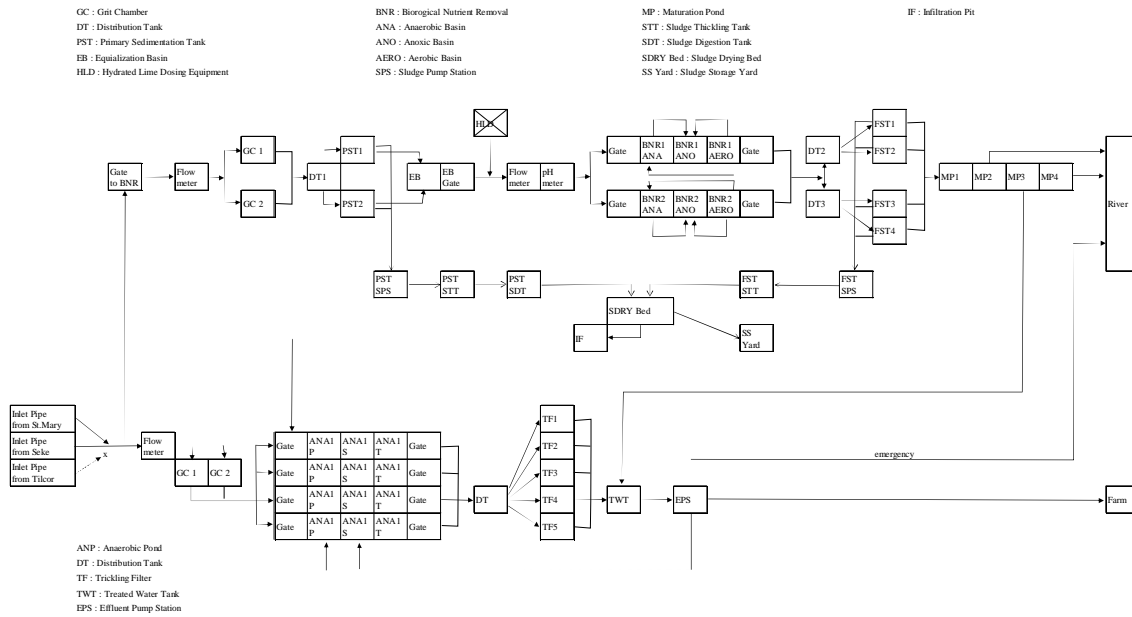 GC : Grit Chamber
DT : Distribution Tank
PST : Primary Sedimentation Tank
EB : Equialization Basin
HLD : Hydrated Lime Dosing Equipment
BNR : Biorogical Nutrient Removal
ANA : Anaerobic Basin
ANO : Anoxic Basin
AERO : Aerobic Basin
SPS : Sludge Pump Station
MP : Maturation Pond
STT : Sludge Thickling Tank
SDT : Sludge Digestion Tank
SDRY Bed : Sludge Drying Bed
SS Yard : Sludge Storage Yard
IF : Infiltration Pit
HLD
Gate
to BNR
Flow
meter
GC 1
GC 2
DT1
PST1
PST2
EB
EB
Gate
Flow
meter
pH
meter
Gate
BNR1
ANA
BNR1
ANO
BNR1
AERO
Gate
Gate
BNR2
ANA
BNR2
ANO
BNR2
AERO
Gate
DT2
DT3
FST1
FST2
FST3
FST4
MP1
MP2
MP3
MP4
River
PST
SPS
PST
STT
PST
SDT
FST
STT
FST
SPS
SDRY Bed
IF
SS
Yard
Inlet Pipe
from St.Mary
Inlet Pipe
from Seke
Inlet Pipe
from Tilcor
x
Flow
meter
GC 1
GC 2
Gate
ANA1
P
ANA1
S
ANA1
T
Gate
Gate
ANA1
P
ANA1
S
ANA1
T
Gate
Gate
ANA1
P
ANA1
S
ANA1
T
Gate
Gate
ANA1
P
ANA1
S
ANA1
T
Gate
DT
TF1
TF2
TF3
TF4
TF5
TWT
EPS
emergency
Farm
ANP : Anaerobic Pond
DT : Distribution Tank
TF : Trickling Filter
TWT : Treated Water Tank
EPS : Effluent Pump Station